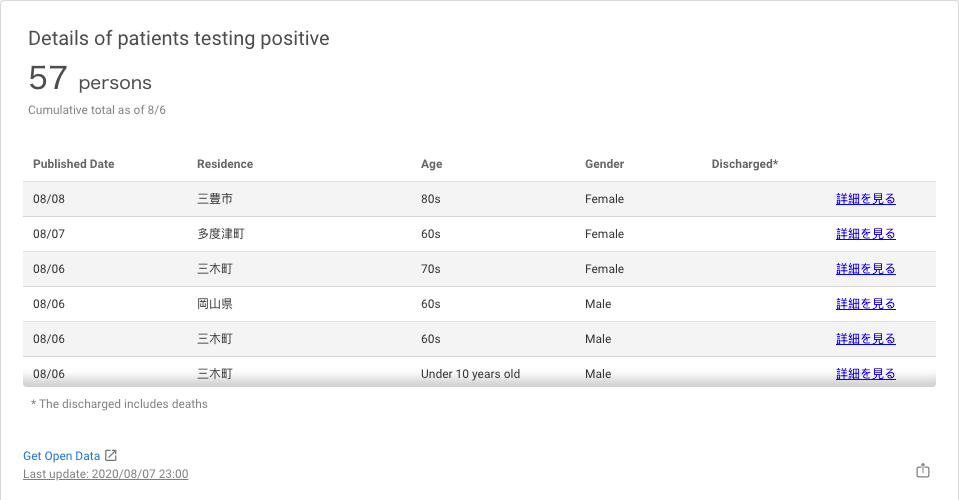 Details of patients testing positive
57 persons
Cumulative total as of 8/6
Published Date Residence Age Gender Discharged*
08/08 三豊市 80s Female 詳細を見る
08/07 多度津町 60s Female 詳細を見る
08/06 三木町 70s Female 詳細を見る
08/06 岡山県 60s Male 詳細を見る
08/06 三木町 60s Male 詳細を見る
08/06 三木町 Under 10 years old Male 詳細を見る
* The discharged includes deaths
Get Open Data
Last update: 2020/08/07 23:00